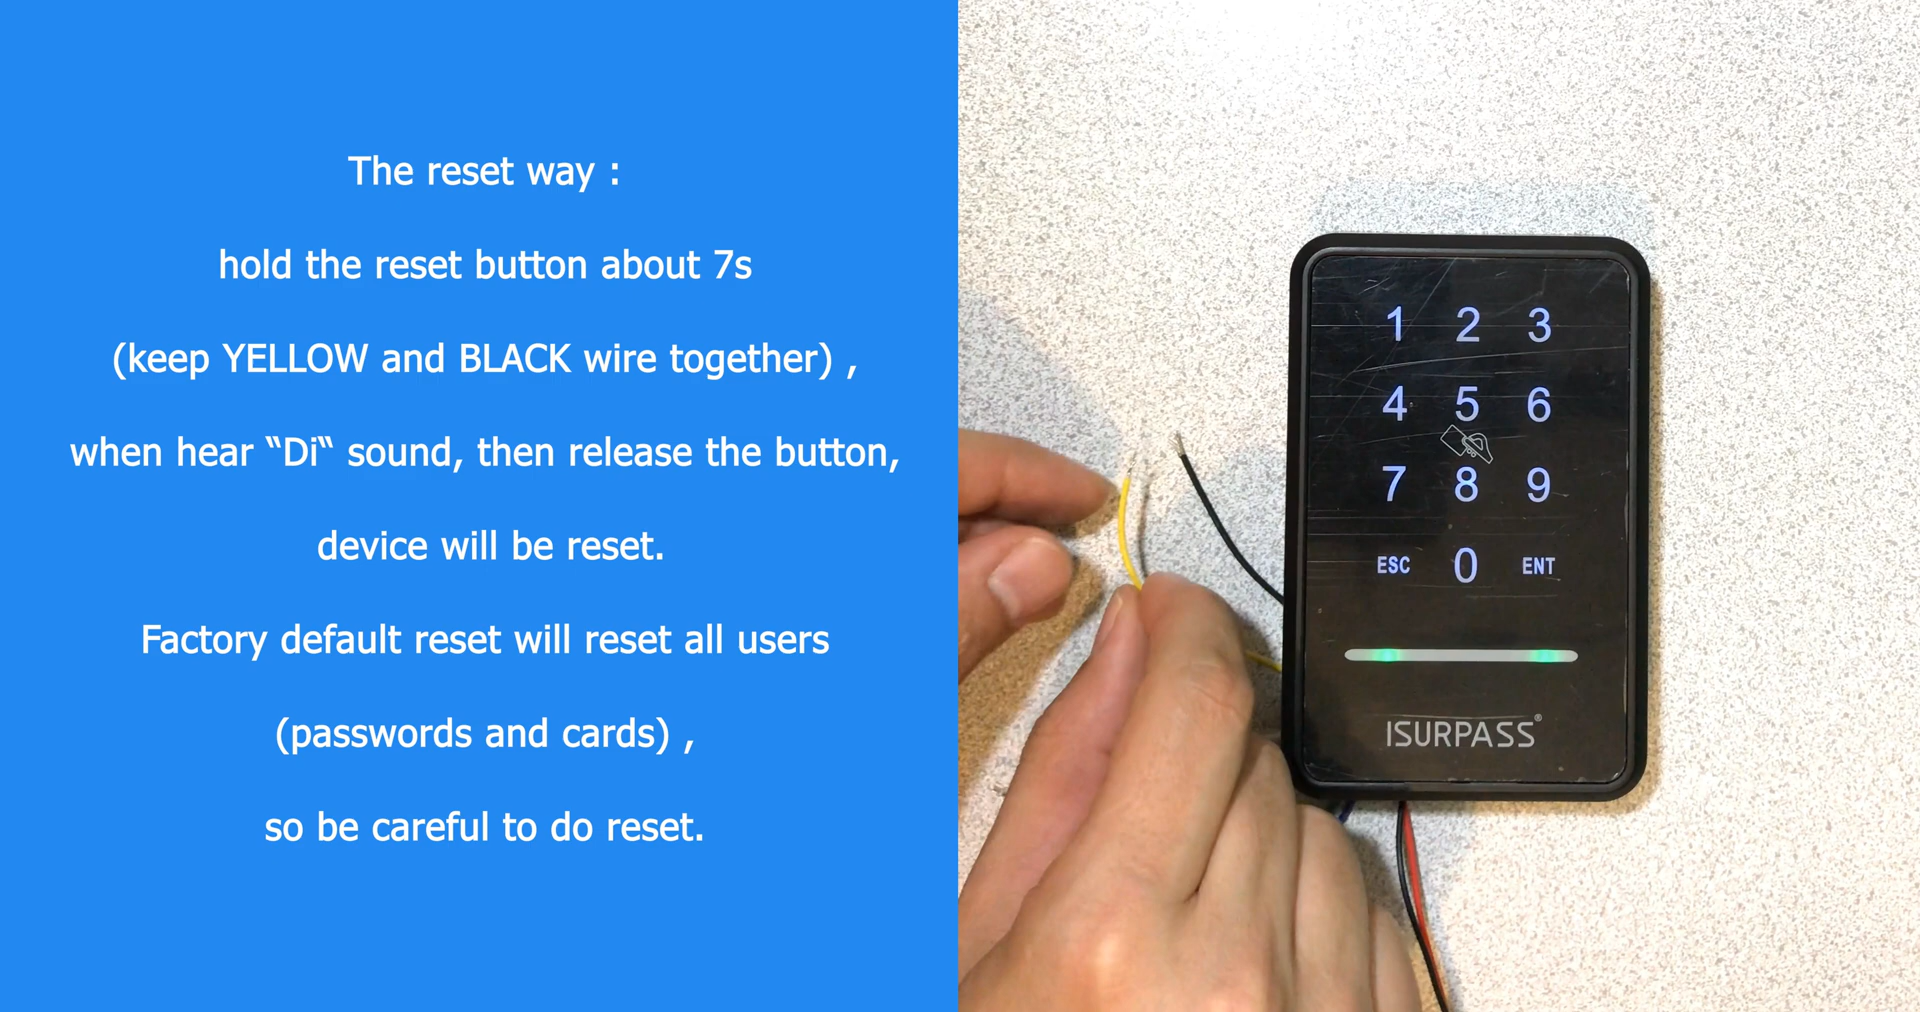 The reset way :
hold the reset button about 7s
(keep YELLOW and BLACK wire together) ,
when hear “Di“ sound, then release the button,
device will be reset.
Factory default reset will reset all users
(passwords and cards) ,
so be careful to do reset.
1 2 3
4 5 6
7 8 9
ESC 0 ENT
ISURPASS®